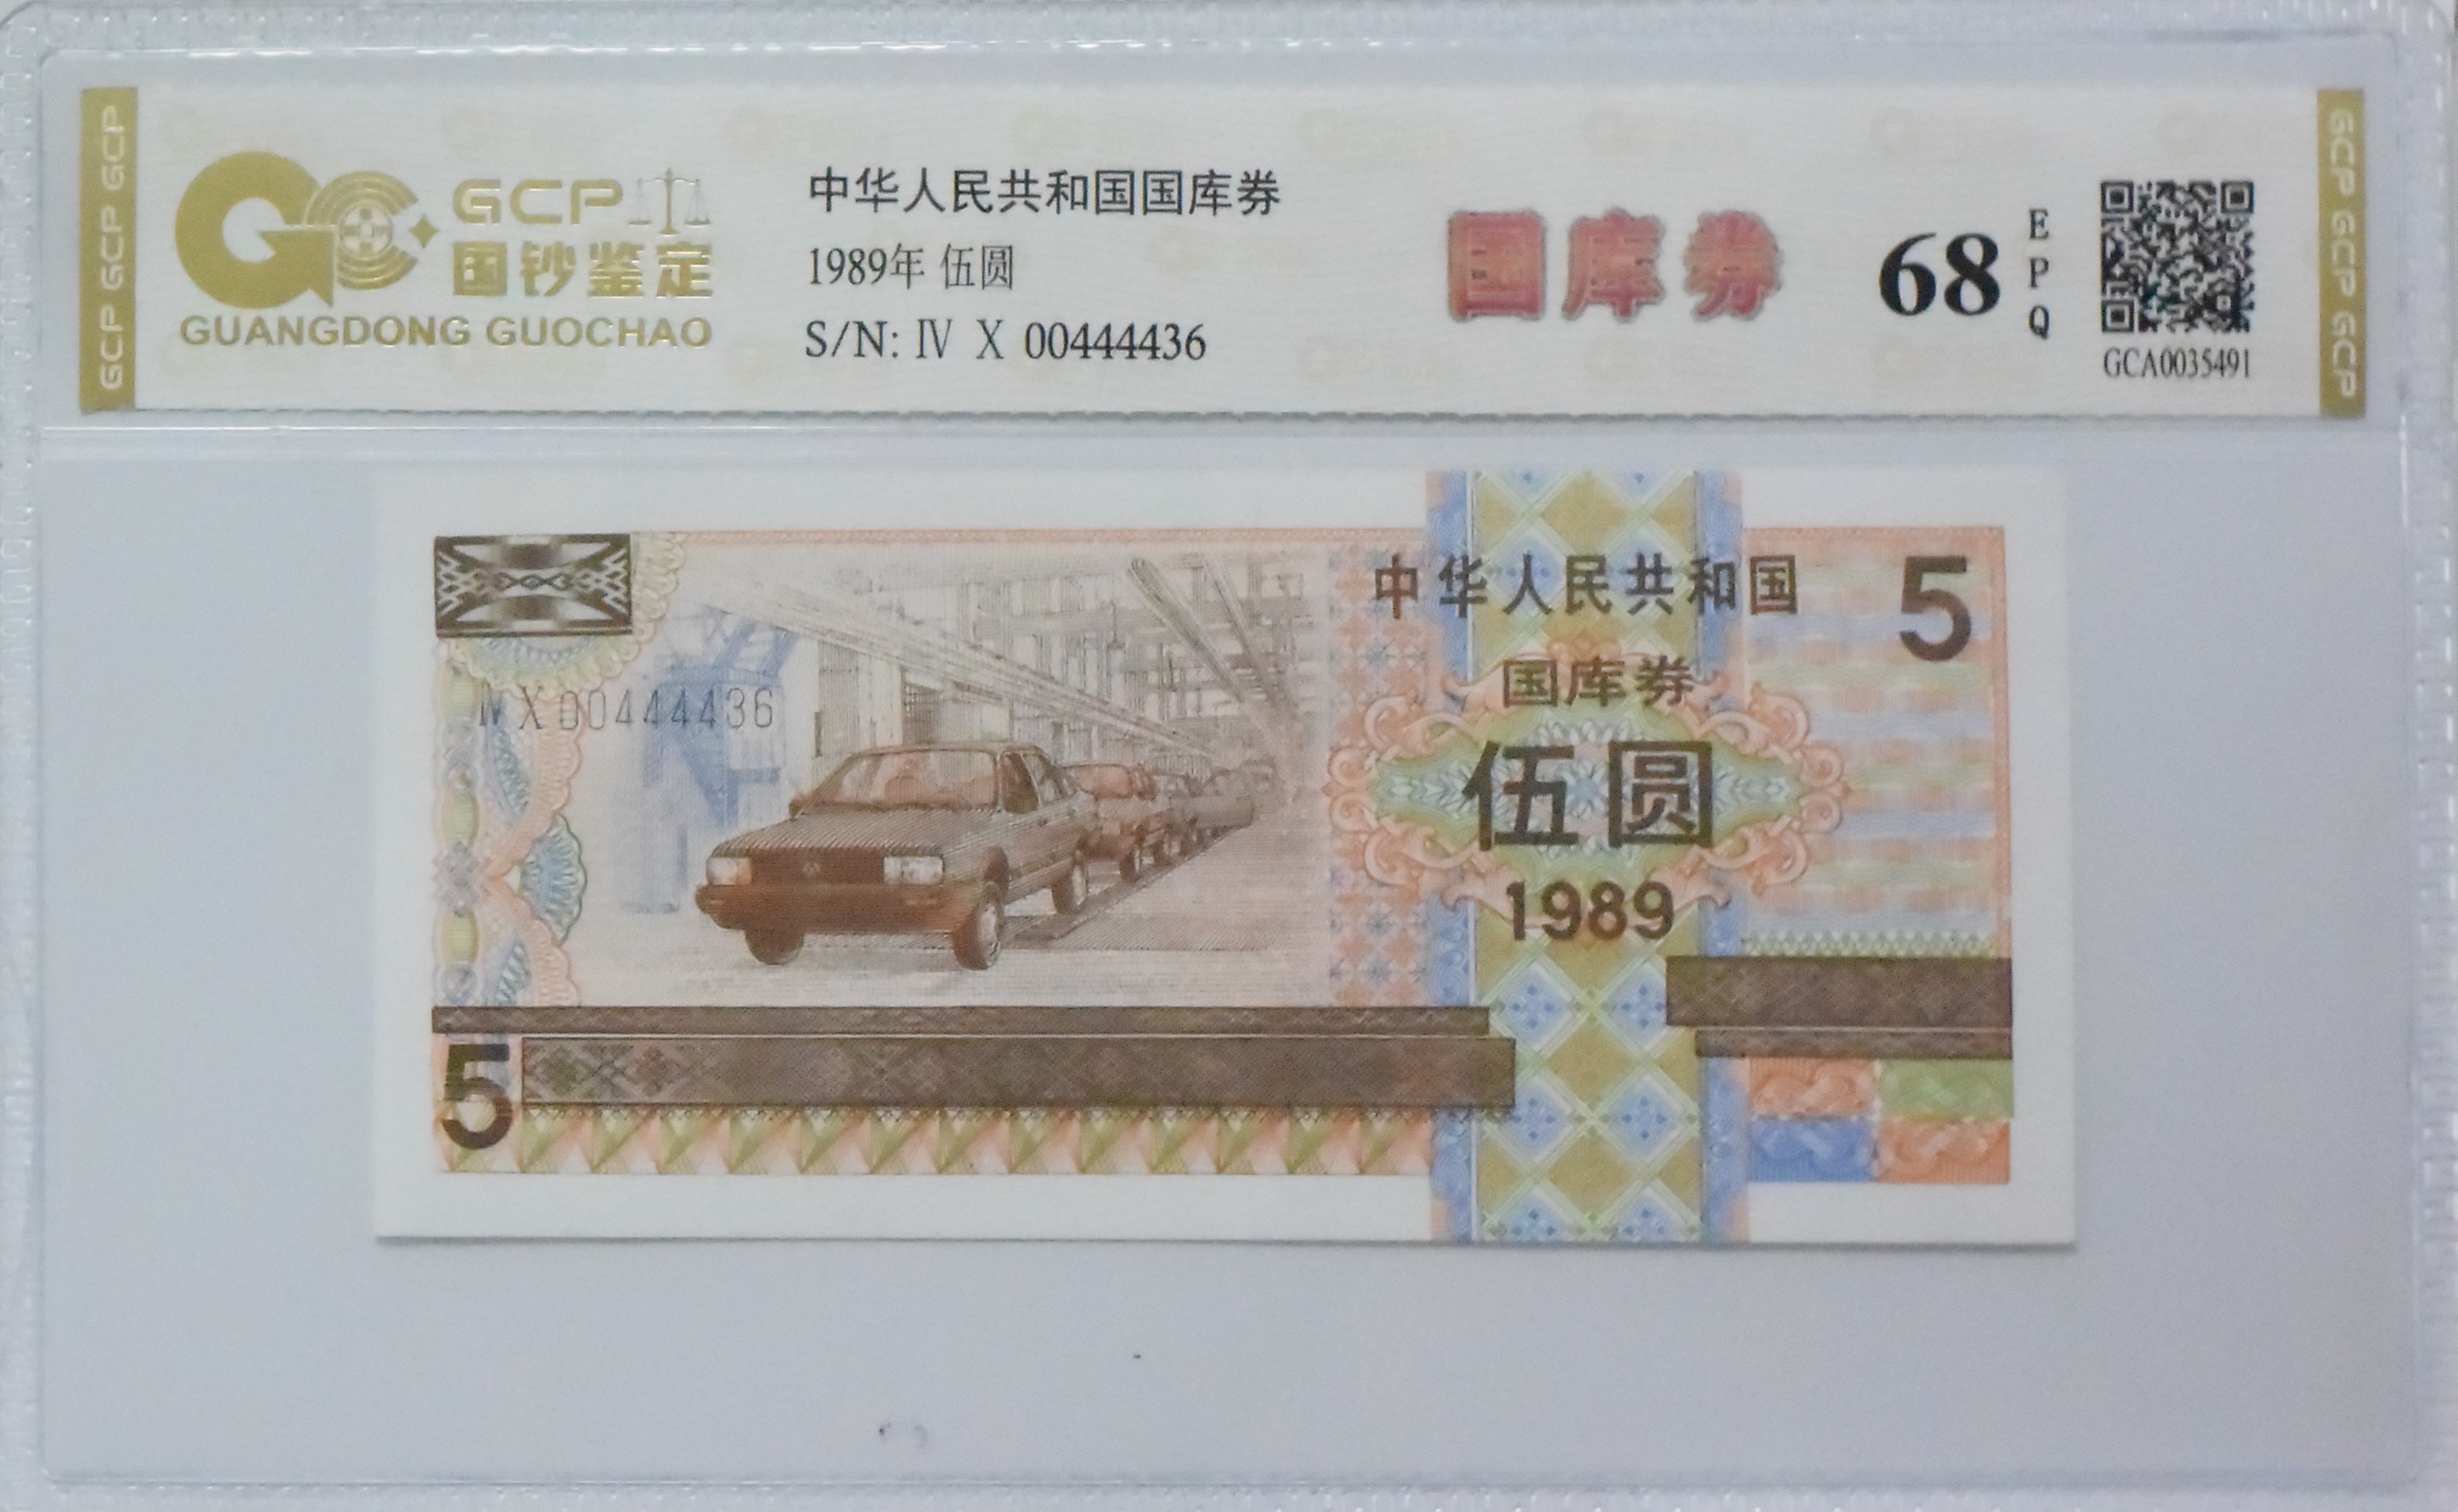 GCP GCP GCP
GCP
国钞鉴定
GUANGDONG GUOCHAO
中华人民共和国国库券
1989年 伍圆
S/N: Ⅳ X 00444436
国库券
68
E
P
Q
GCA0035491
GCP GCP GCP
中华人民共和国
5
国库券
Ⅳ X 00444436
伍圆
1989
5